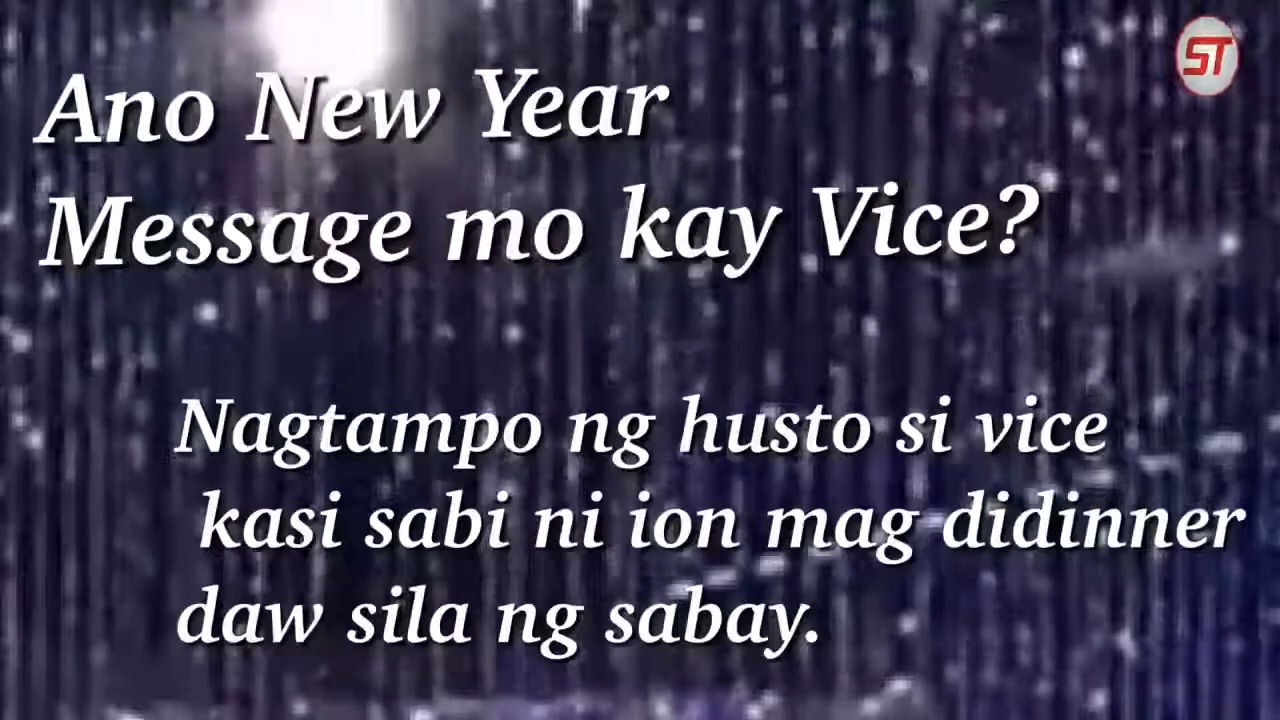 ST
Ano New Year
Message mo kay Vice?
Nagtampo ng husto si vice
kasi sabi ni ion mag didinner
daw sila ng sabay.